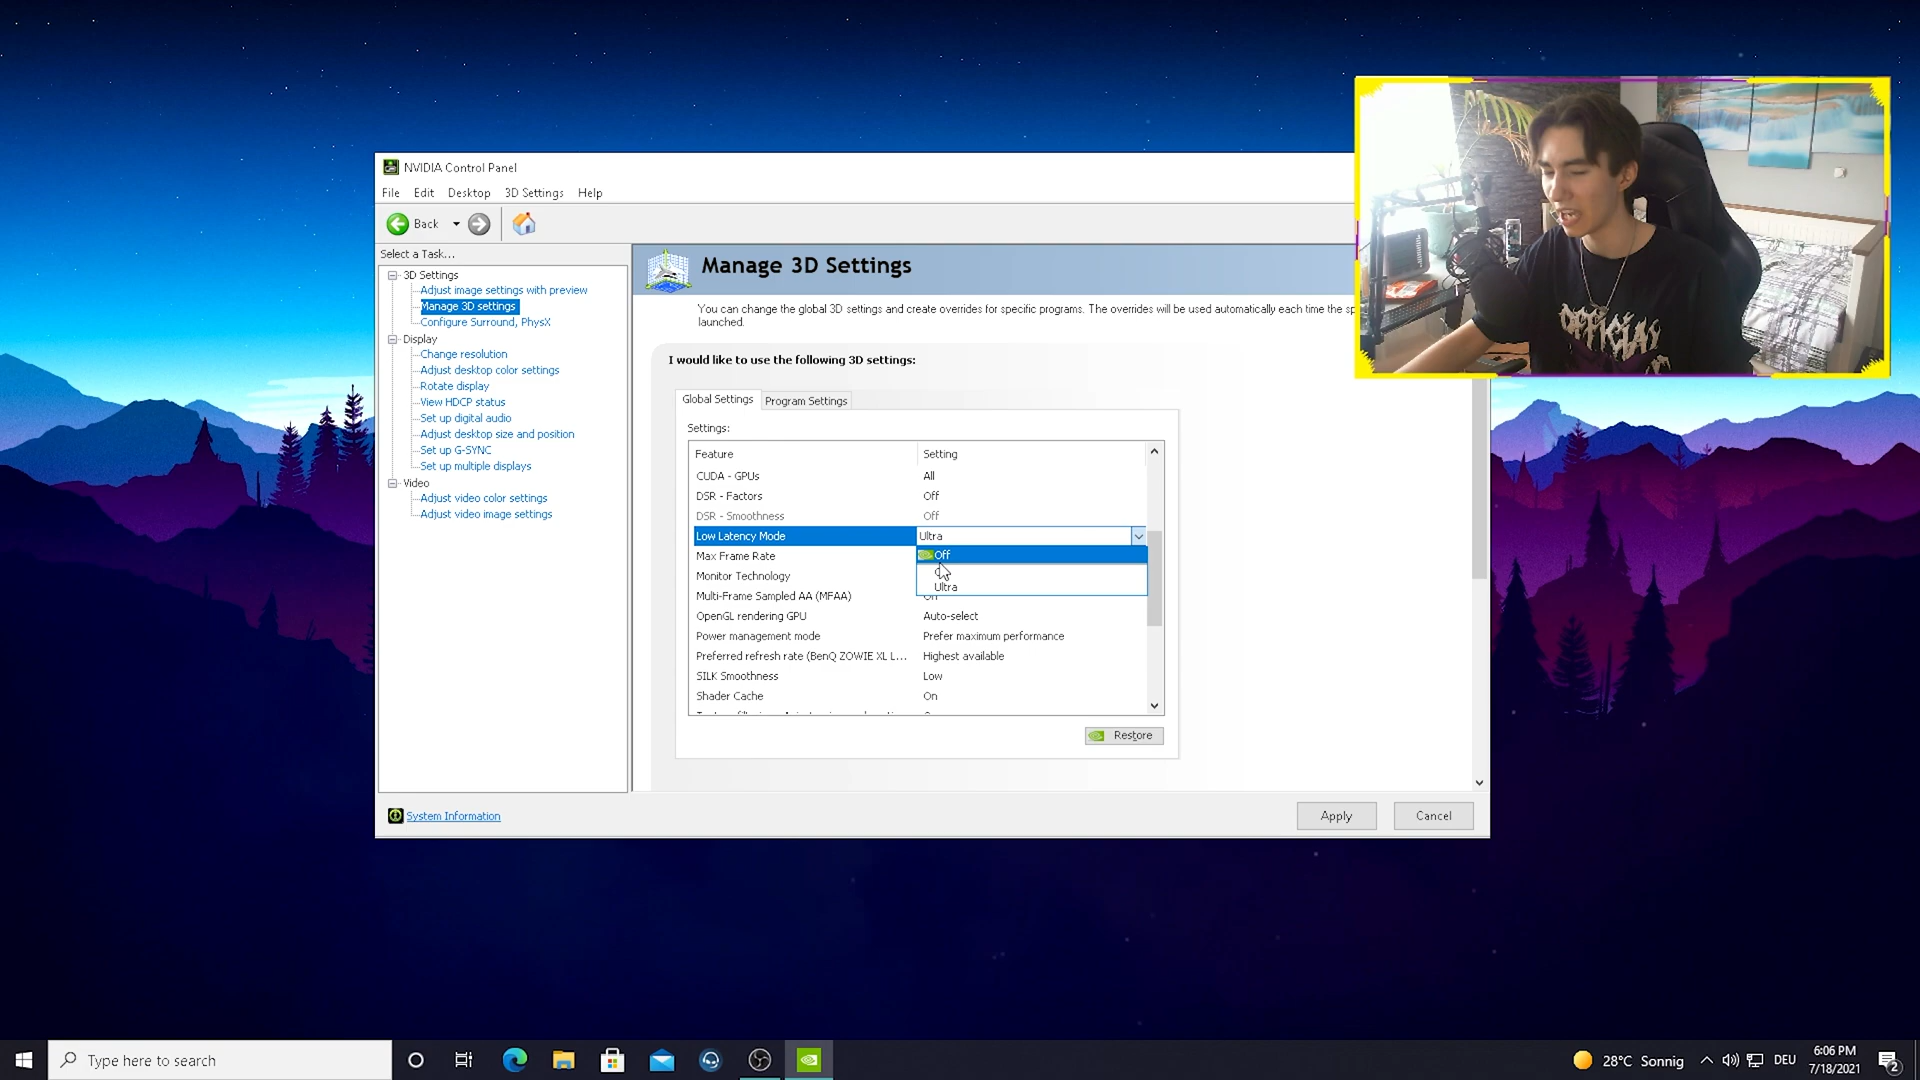 NVIDIA Control Panel
File Edit Desktop 3D Settings Help
Back
Select a Task...
3D Settings
Adjust image settings with preview
Manage 3D settings
Configure Surround, PhysX
Display
Change resolution
Adjust desktop color settings
Rotate display
View HDCP status
Set up digital audio
Adjust desktop size and position
Set up G-SYNC
Set up multiple displays
Video
Adjust video color settings
Adjust video image settings
System Information
Manage 3D Settings
You can change the global 3D settings and create overrides for specific programs. The overrides will be used automatically each time the sp
launched.
I would like to use the following 3D settings:
Global Settings Program Settings
Settings:
Feature Setting
CUDA - GPUs All
DSR - Factors Off
DSR - Smoothness Off
Low Latency Mode Ultra
Max Frame Rate Off
Monitor Technology
Ultra
Multi-Frame Sampled AA (MFAA)
OpenGL rendering GPU Auto-select
Power management mode Prefer maximum performance
Preferred refresh rate (BenQ ZOWIE XL L... Highest available
SILK Smoothness Low
Shader Cache On
Restore
Apply Cancel
OFFICIAL
Type here to search
28°C Sonnig
DEU
6:06 PM
7/18/2021
2